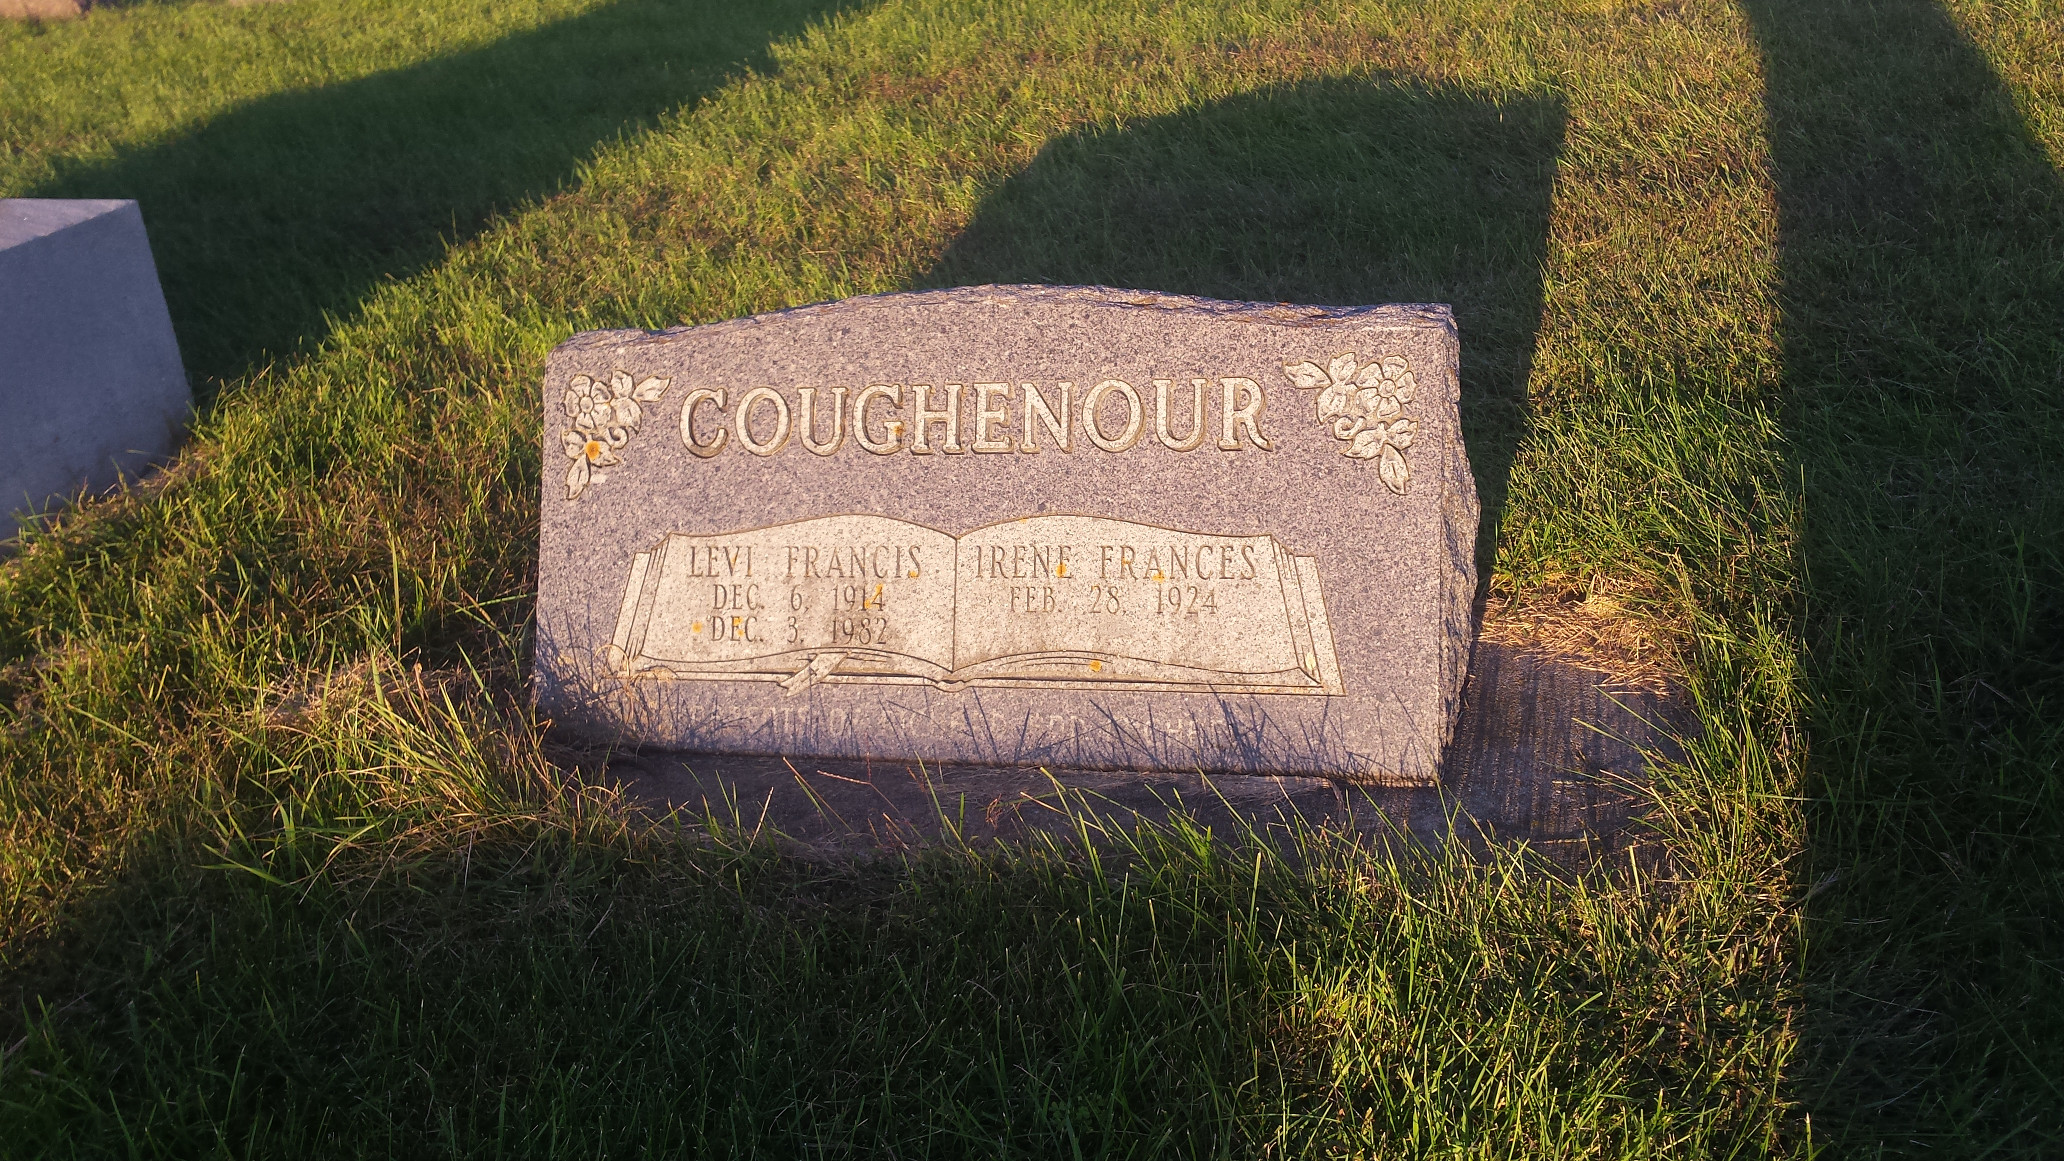 COUGHENOUR
LEVI FRANCIS
DEC. 6, 1914
DEC. 3, 1982
IRENE FRANCES
FEB. 28, 1924